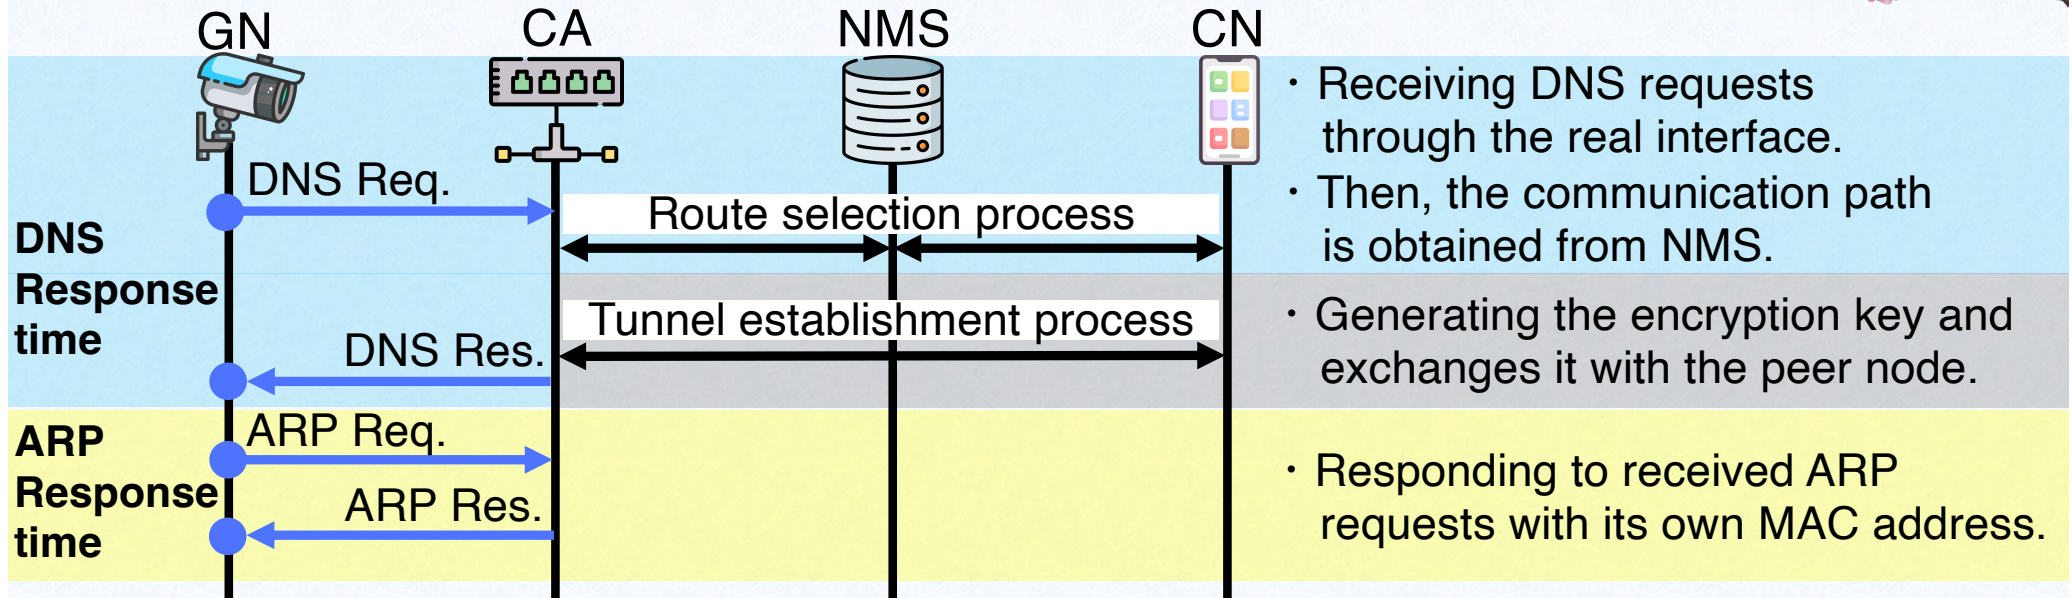 GN
CA
NMS
CN
DNS Req.
Route selection process
DNS
Response
time
Tunnel establishment process
DNS Res.
ARP
Response
time
ARP Req.
ARP Res.
・Receiving DNS requests
through the real interface.
・Then, the communication path
is obtained from NMS.
・Generating the encryption key and
exchanges it with the peer node.
・Responding to received ARP
requests with its own MAC address.